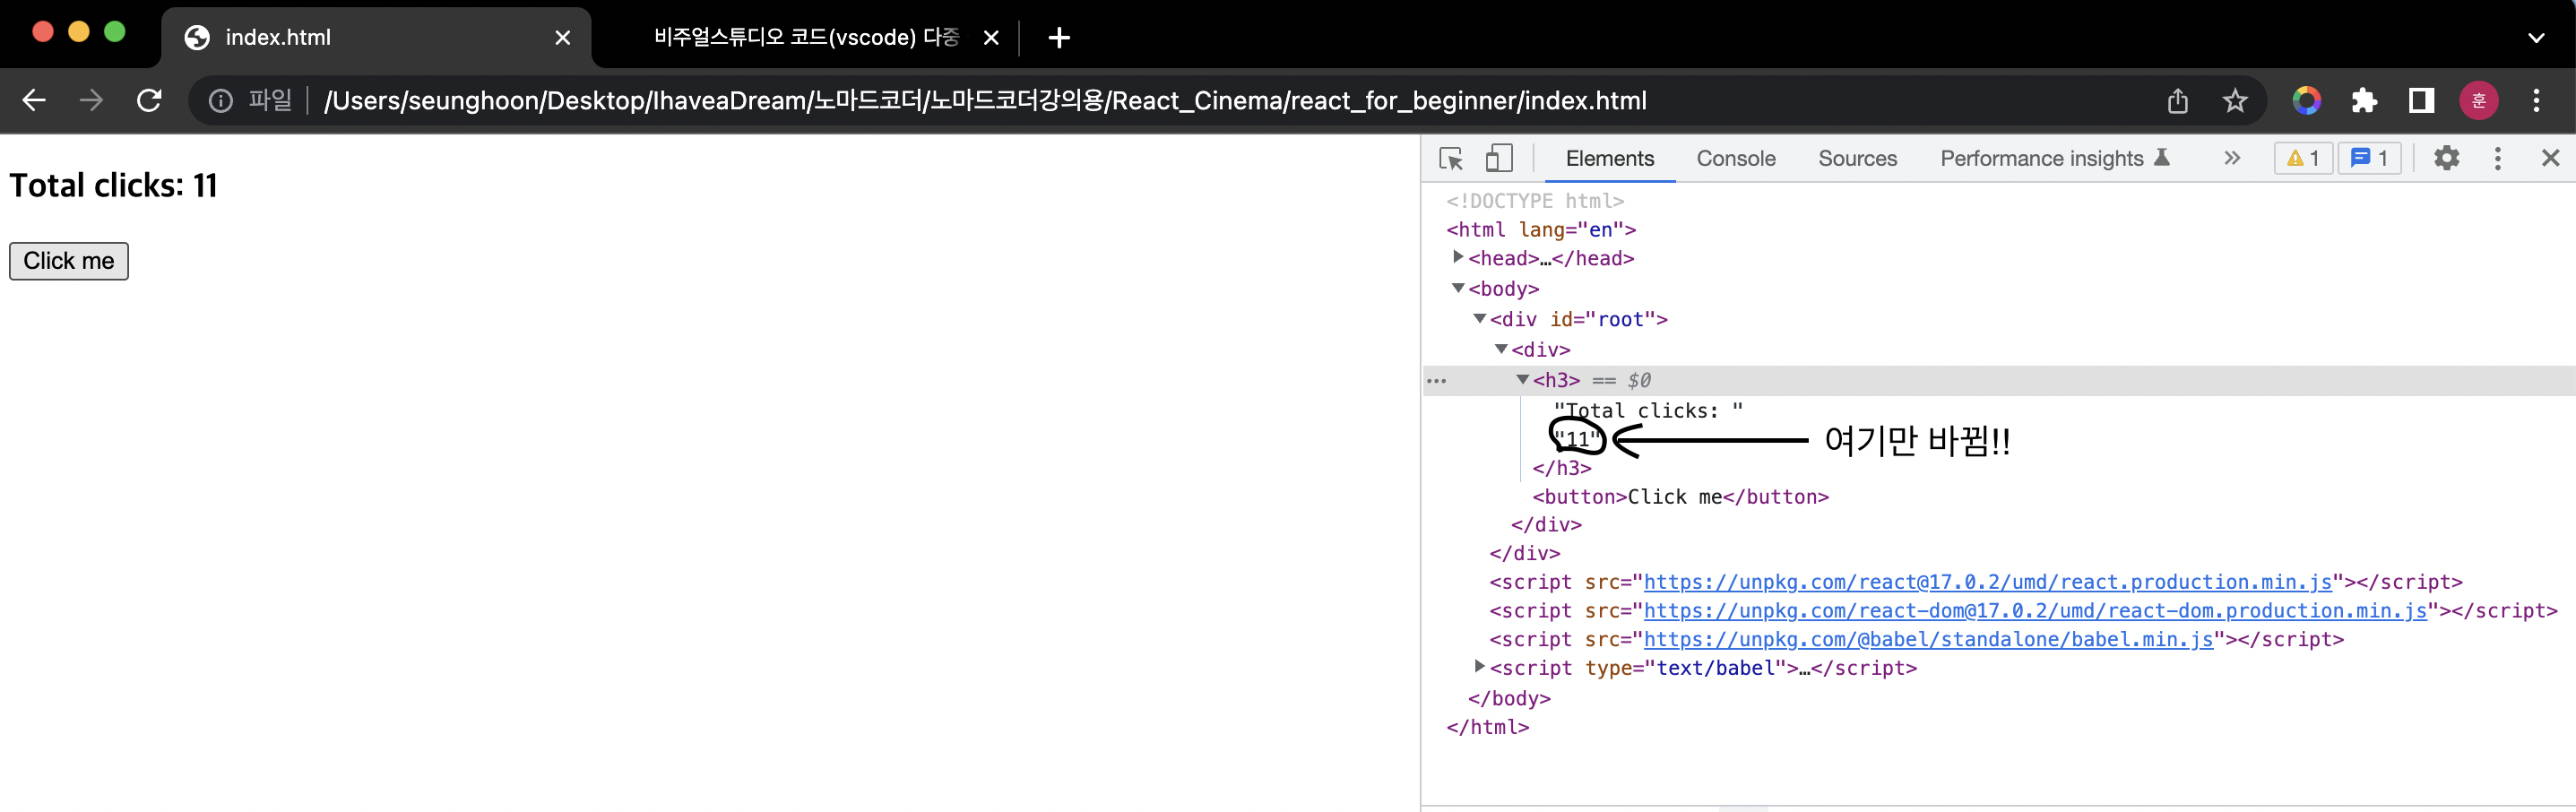 index.html
비주얼스튜디오 코드(vscode) 다중
파일 /Users/seunghoon/Desktop/IhaveaDream/노마드코더/노마드코더강의용/React_Cinema/react_for_beginner/index.html
훈
Total clicks: 11
Click me
Elements Console Sources Performance insights 1 1
<!DOCTYPE html>
<html lang="en">
<head>…</head>
<body>
<div id="root">
<div>
<h3> == $0
"Total clicks: "
"11" 여기만 바뀜!!
</h3>
<button>Click me</button>
</div>
</div>
<script src="https://unpkg.com/react@17.0.2/umd/react.production.min.js"></script>
<script src="https://unpkg.com/react-dom@17.0.2/umd/react-dom.production.min.js"></script>
<script src="https://unpkg.com/@babel/standalone/babel.min.js"></script>
<script type="text/babel">…</script>
</body>
</html>